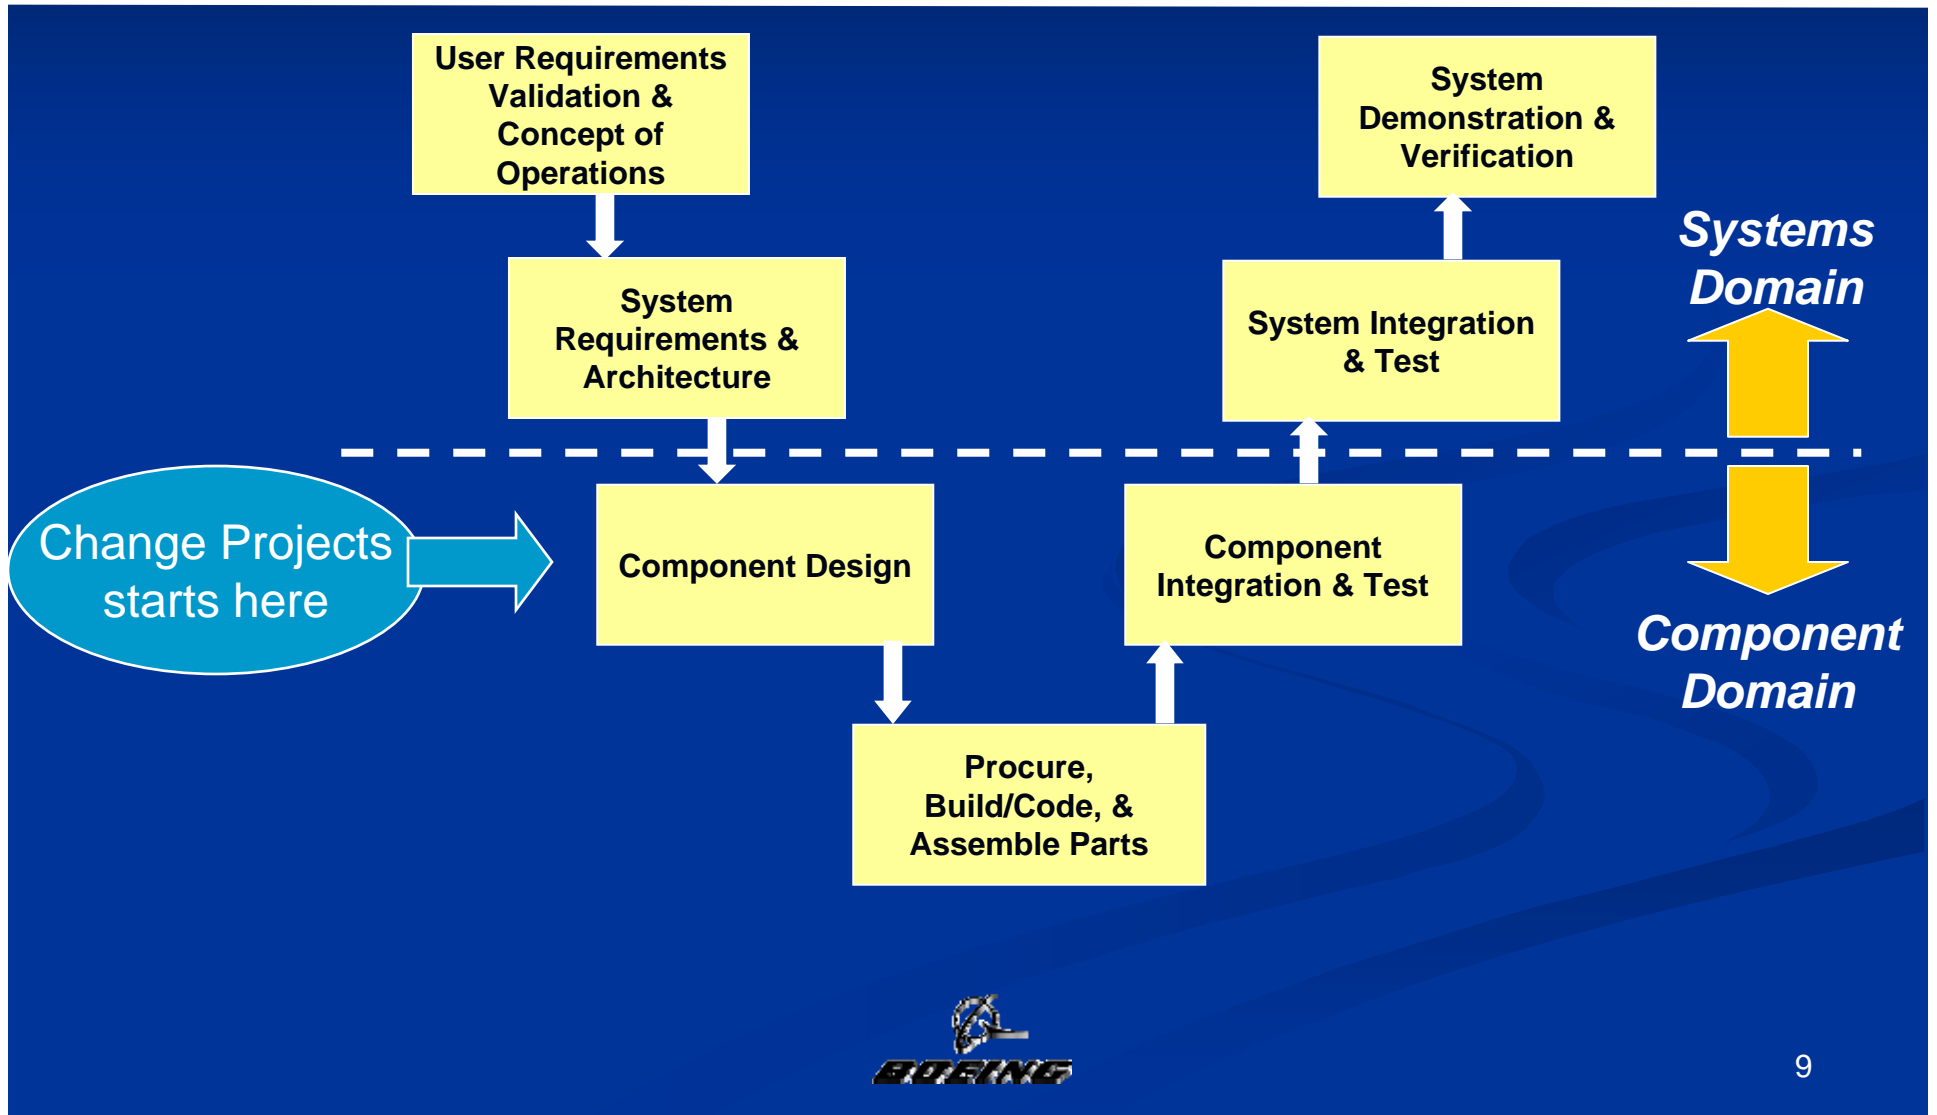 User Requirements
Validation &
Concept of
Operations
System
Demonstration &
Verification
Systems
Domain
System
Requirements &
Architecture
System Integration
& Test
Change Projects
starts here
Component Design
Component
Integration & Test
Component
Domain
Procure,
Build/Code, &
Assemble Parts
BOEING
9